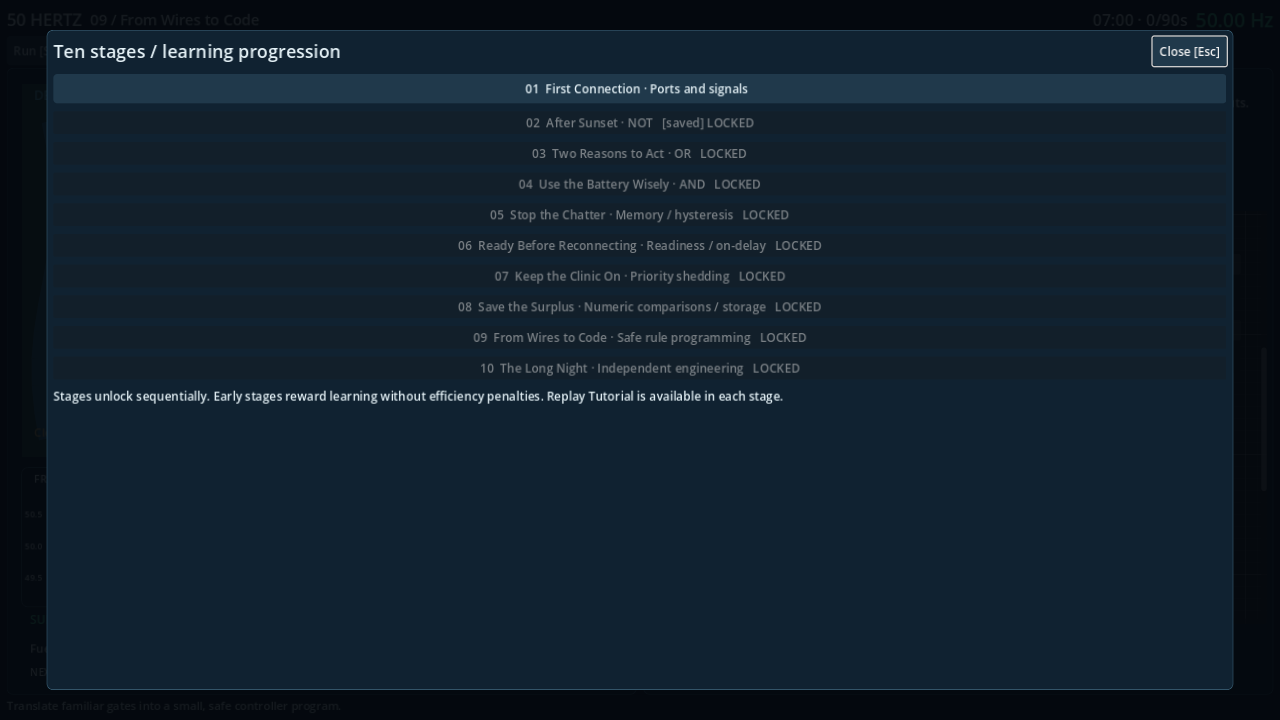 50 HERTZ 09 / From Wires to Code
07:00 · 0/90s 50.00 Hz
Ten stages / learning progression
Close [Esc]
01 First Connection · Ports and signals
02 After Sunset · NOT [saved] LOCKED
03 Two Reasons to Act · OR LOCKED
04 Use the Battery Wisely · AND LOCKED
05 Stop the Chatter · Memory / hysteresis LOCKED
06 Ready Before Reconnecting · Readiness / on-delay LOCKED
07 Keep the Clinic On · Priority shedding LOCKED
08 Save the Surplus · Numeric comparisons / storage LOCKED
09 From Wires to Code · Safe rule programming LOCKED
10 The Long Night · Independent engineering LOCKED
Stages unlock sequentially. Early stages reward learning without efficiency penalties. Replay Tutorial is available in each stage.
Translate familiar gates into a small, safe controller program.